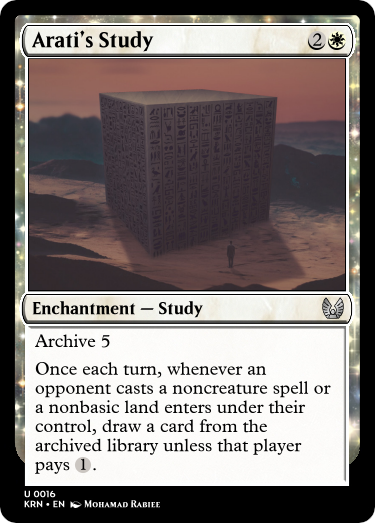 Arati's Study 2
Enchantment — Study
Archive 5
Once each turn, whenever an
opponent casts a noncreature spell or
a nonbasic land enters under their
control, draw a card from the
archived library unless that player
pays 1.
U 0016
KRN • EN Mohamad Rabiee